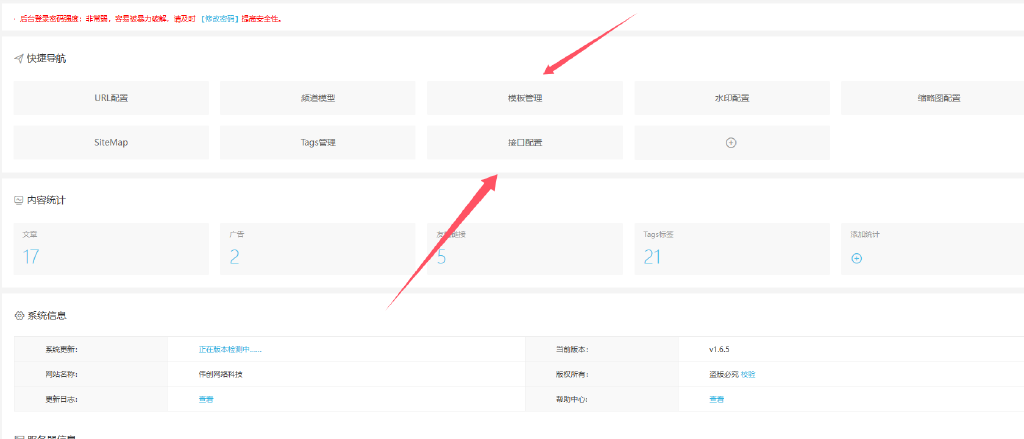 后台登录密码强度：非常弱，容易被暴力破解。请及时 【修改密码】提高安全性。
快捷导航
URL配置 频道模型 模板管理 水印配置 缩略图配置
SiteMap Tags管理 接口配置
内容统计
文章 广告 友情链接 Tags标签 添加统计
17 2 5 21
系统信息
系统更新： 正在版本检测中...... 当前版本： v1.6.5
网站名称： 伟创网络科技 版权所有： 盗版必究 校验
更新日志： 查看 帮助中心： 查看
服务器信息